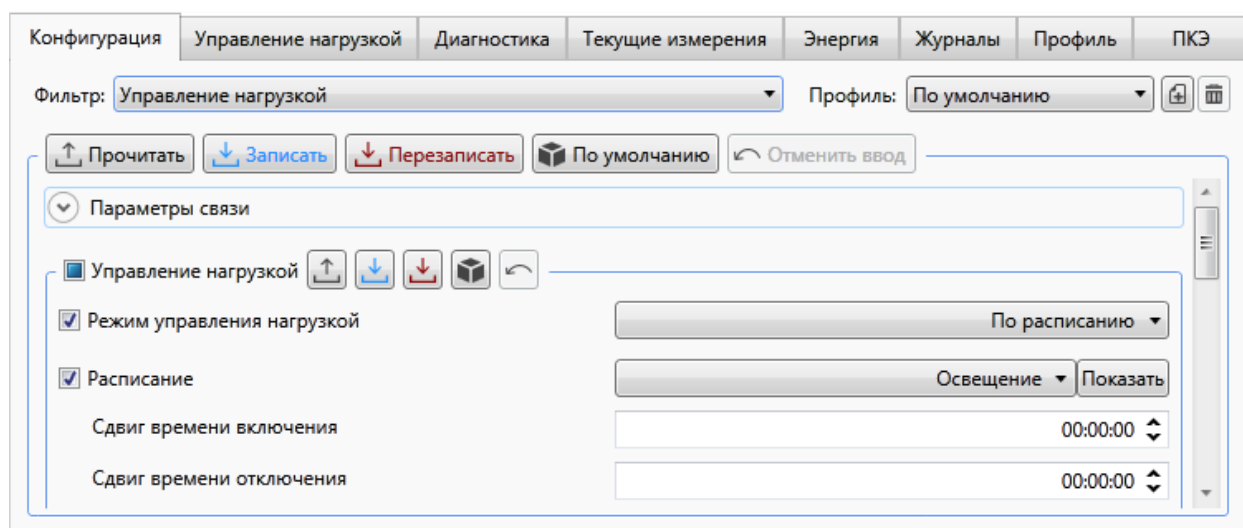 Конфигурация Управление нагрузкой Диагностика Текущие измерения Энергия Журналы Профиль ПКЭ
Фильтр: Управление нагрузкой Профиль: По умолчанию
Прочитать Записать Перезаписать По умолчанию Отменить ввод
Параметры связи
Управление нагрузкой
Режим управления нагрузкой По расписанию
Расписание Освещение Показать
Сдвиг времени включения 00:00:00
Сдвиг времени отключения 00:00:00